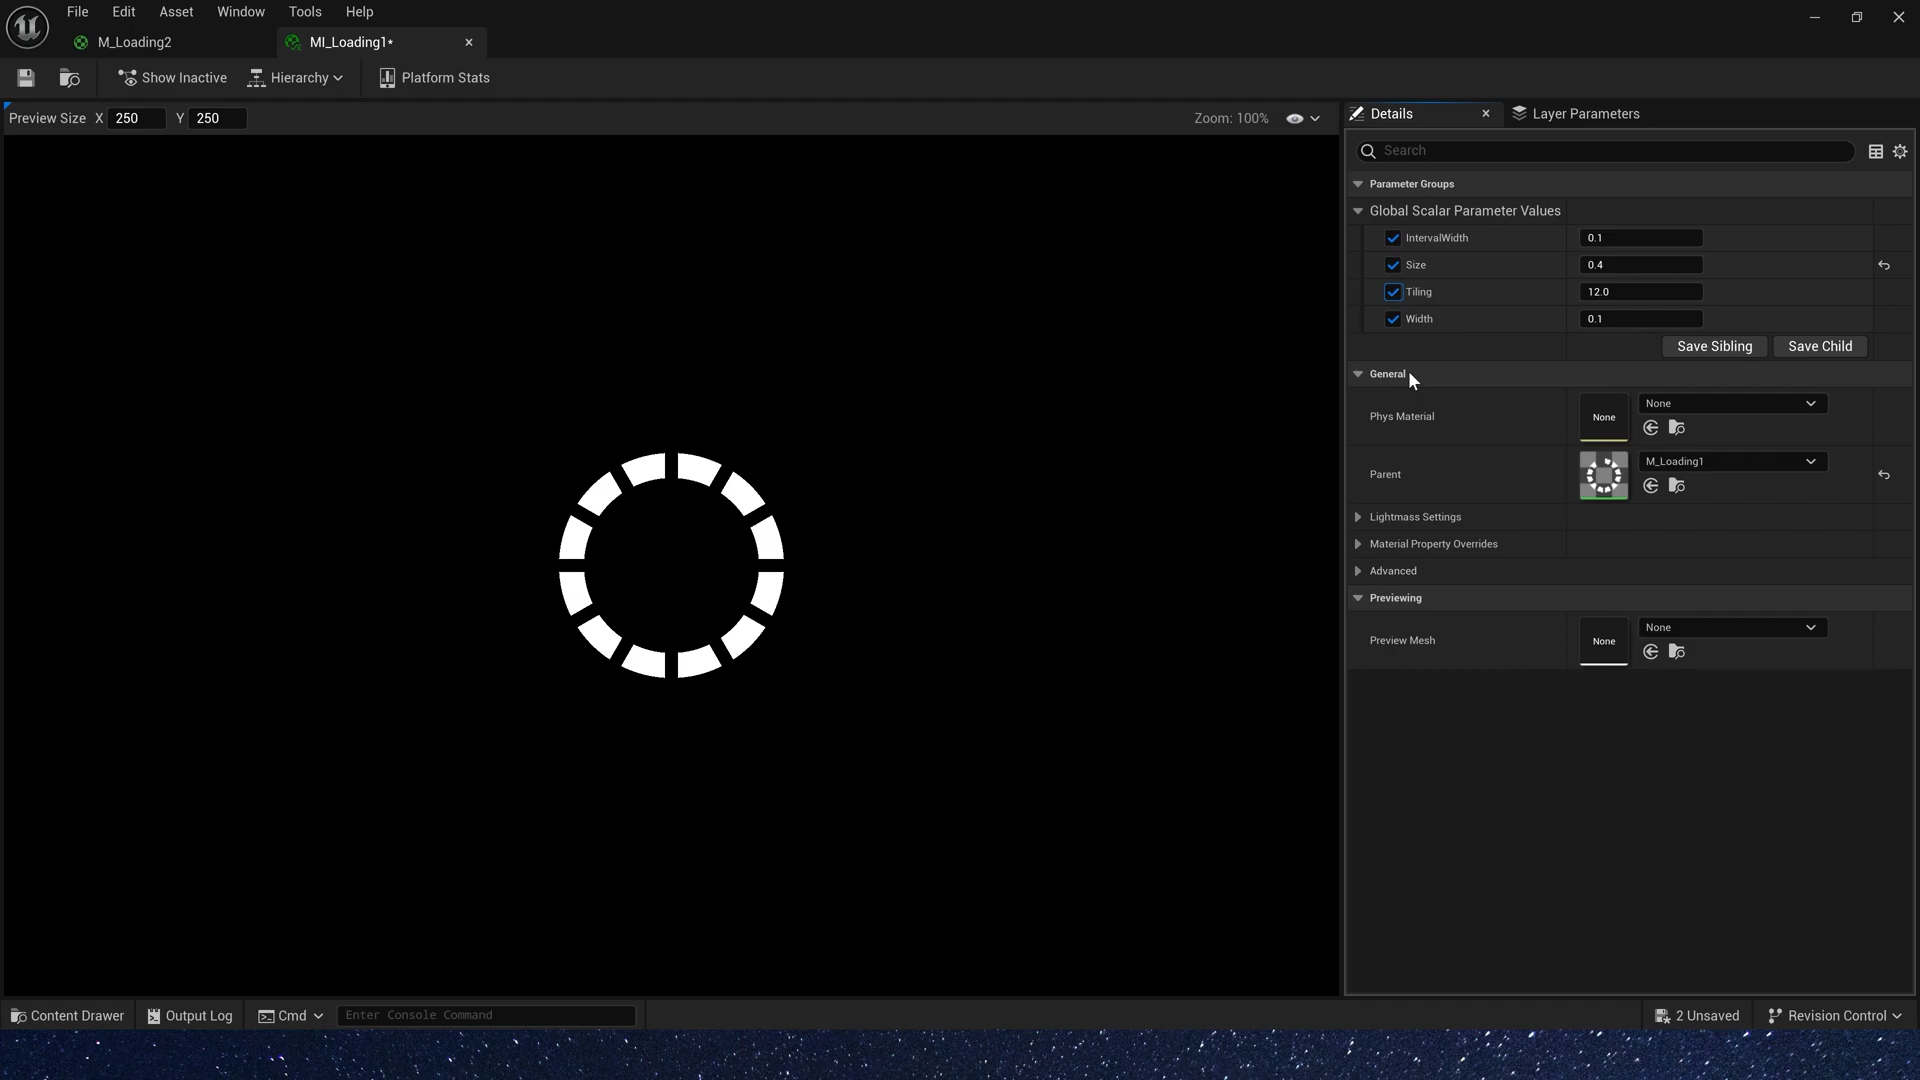 File Edit Asset Window Tools Help
M_Loading2 MI_Loading1*
Show Inactive Hierarchy Platform Stats
Preview Size X 250 Y 250 Zoom: 100%
Details Layer Parameters
Search
Parameter Groups
Global Scalar Parameter Values
IntervalWidth 0.1
Size 0.4
Tiling 12.0
Width 0.1
Save Sibling Save Child
General
Phys Material None None
Parent M_Loading1
Lightmass Settings
Material Property Overrides
Advanced
Previewing
Preview Mesh None None
Content Drawer Output Log Cmd Enter Console Command 2 Unsaved Revision Control